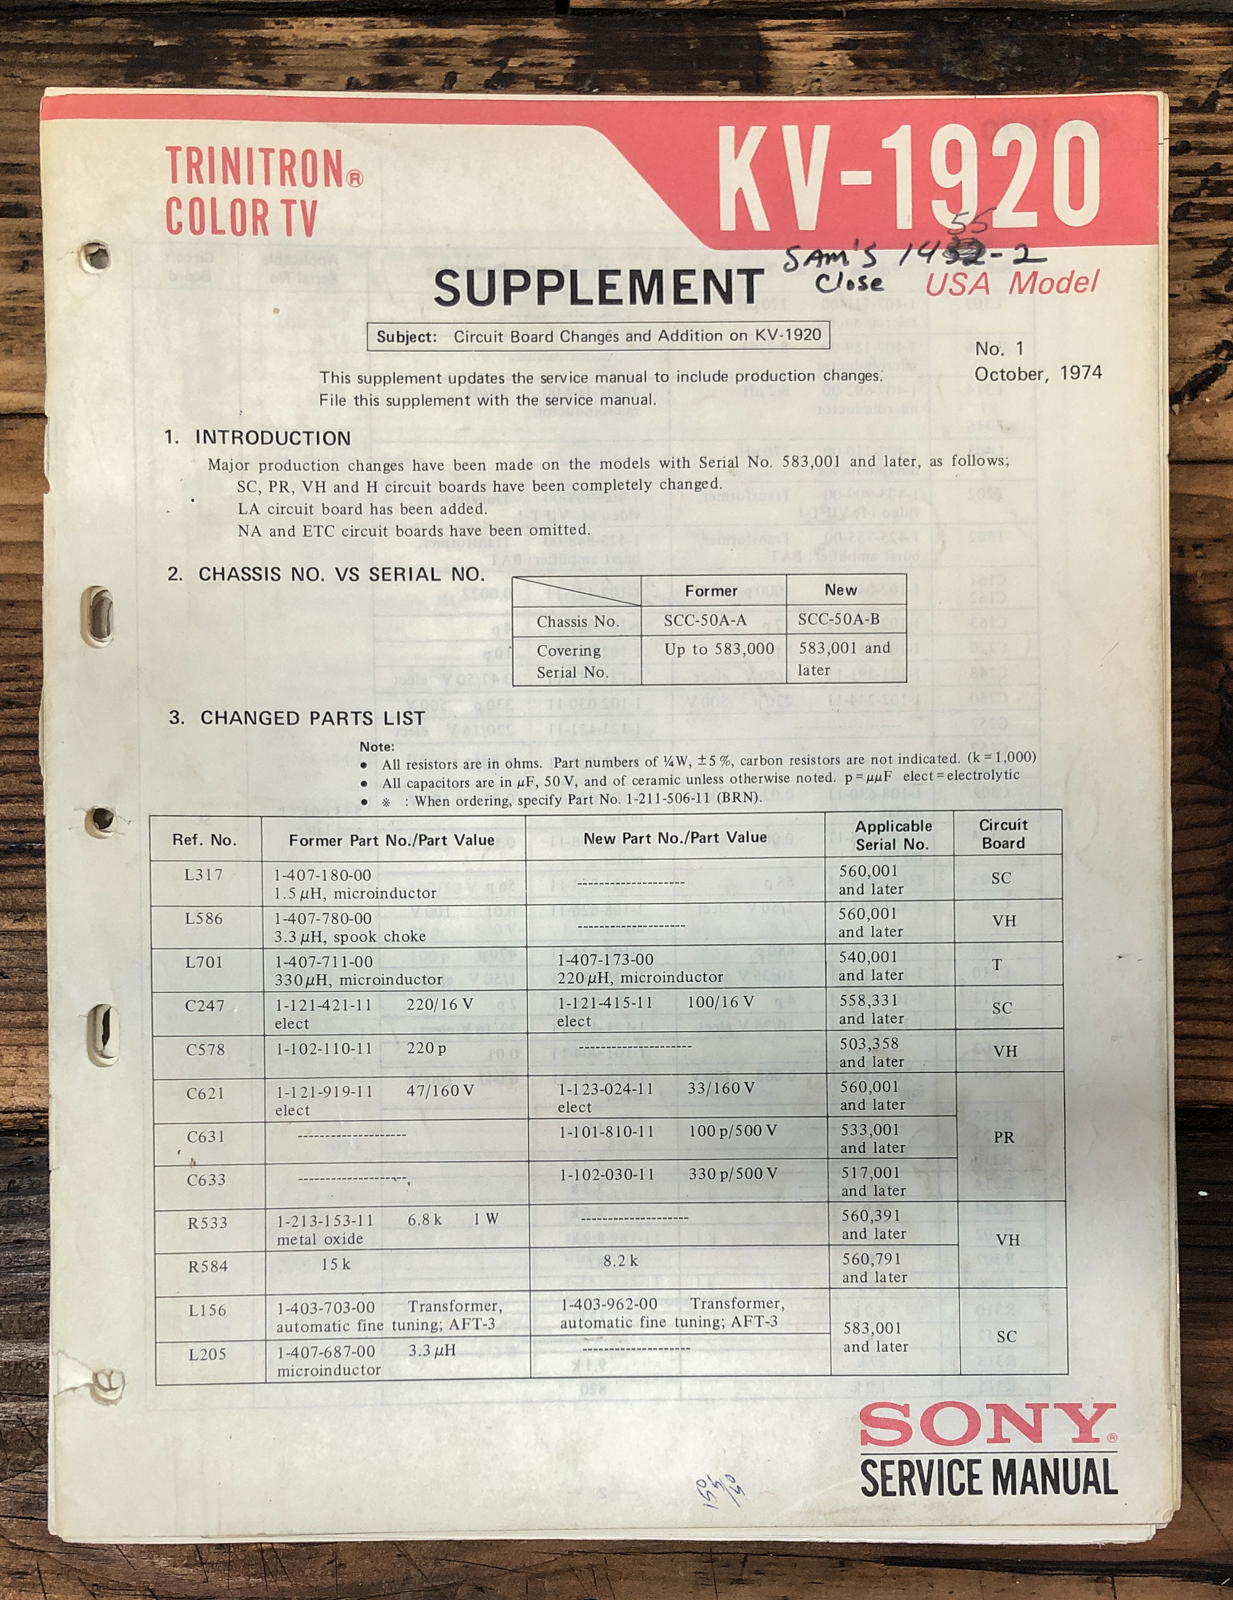 KV-1920
TRINITRON®
COLOR TV
55
SAM'S 1452-2
Close
USA Model
SUPPLEMENT
Subject: Circuit Board Changes and Addition on KV-1920
No. 1
October, 1974
This supplement updates the service manual to include production changes.
File this supplement with the service manual.
1. INTRODUCTION
Major production changes have been made on the models with Serial No. 583,001 and later, as follows;
SC, PR, VH and H circuit boards have been completely changed.
LA circuit board has been added.
NA and ETC circuit boards have been omitted.
2. CHASSIS NO. VS SERIAL NO.
Former New
Chassis No. SCC-50A-A SCC-50A-B
Covering Up to 583,000 583,001 and
Serial No. later
3. CHANGED PARTS LIST
Note:
● All resistors are in ohms. Part numbers of ¼W, ±5%, carbon resistors are not indicated. (k=1,000)
● All capacitors are in µF, 50 V, and of ceramic unless otherwise noted. p=µµF elect=electrolytic
● ※ : When ordering, specify Part No. 1-211-506-11 (BRN).
Ref. No. Former Part No./Part Value New Part No./Part Value Applicable Circuit
Serial No. Board
L317 1-407-180-00 -------------------- 560,001 SC
1.5 µH, microinductor and later
L586 1-407-780-00 -------------------- 560,001 VH
3.3 µH, spook choke and later
L701 1-407-711-00 1-407-173-00 540,001 T
330 µH, microinductor 220 µH, microinductor and later
C247 1-121-421-11 220/16 V 1-121-415-11 100/16 V 558,331 SC
elect elect and later
C578 1-102-110-11 220 p -------------------- 503,358 VH
and later
C621 1-121-919-11 47/160 V 1-123-024-11 33/160 V 560,001
elect elect and later
C631 -------------------- 1-101-810-11 100 p/500 V 533,001 PR
and later
C633 -------------------- 1-102-030-11 330 p/500 V 517,001
and later
R533 1-213-153-11 6.8 k 1 W -------------------- 560,391 VH
metal oxide and later
R584 15 k 8.2 k 560,791
and later
L156 1-403-703-00 Transformer, 1-403-962-00 Transformer,
automatic fine tuning; AFT-3 automatic fine tuning; AFT-3 583,001 SC
L205 1-407-687-00 3.3 µH -------------------- and later
microinductor
SONY®
SERVICE MANUAL